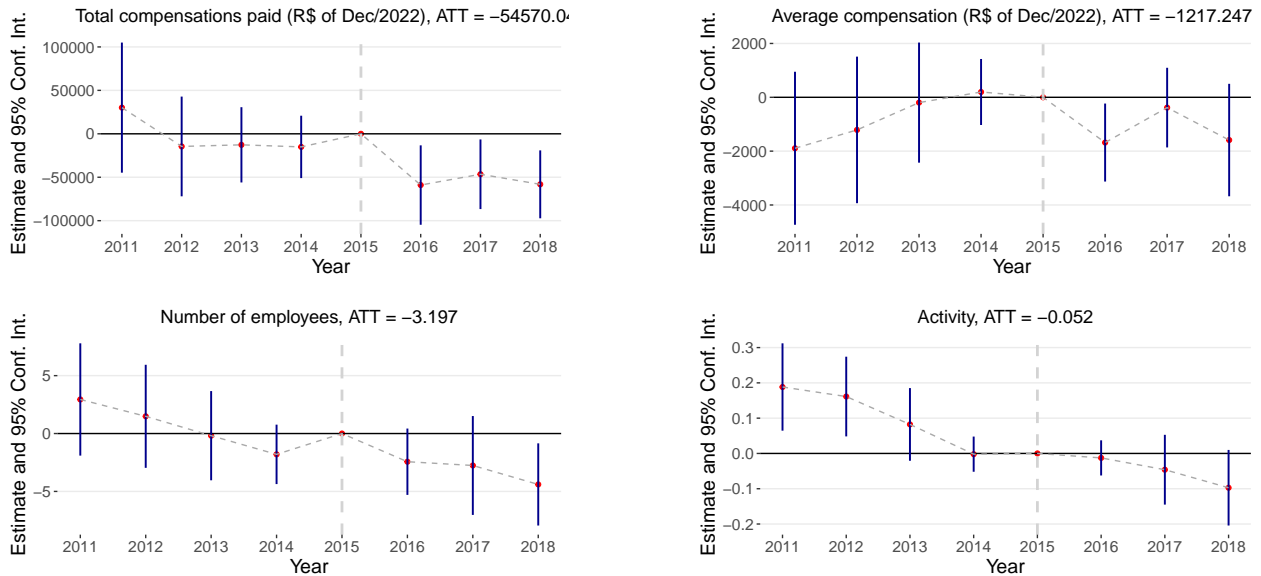 Total compensations paid (R$ of Dec/2022), ATT = −54570.04
Estimate and 95% Conf. Int.
100000
50000
0
−50000
−100000
2011 2012 2013 2014 2015 2016 2017 2018
Year
Average compensation (R$ of Dec/2022), ATT = −1217.247
Estimate and 95% Conf. Int.
2000
0
−2000
−4000
2011 2012 2013 2014 2015 2016 2017 2018
Year
Number of employees, ATT = −3.197
Estimate and 95% Conf. Int.
5
0
−5
2011 2012 2013 2014 2015 2016 2017 2018
Year
Activity, ATT = −0.052
Estimate and 95% Conf. Int.
0.3
0.2
0.1
0.0
−0.1
−0.2
2011 2012 2013 2014 2015 2016 2017 2018
Year